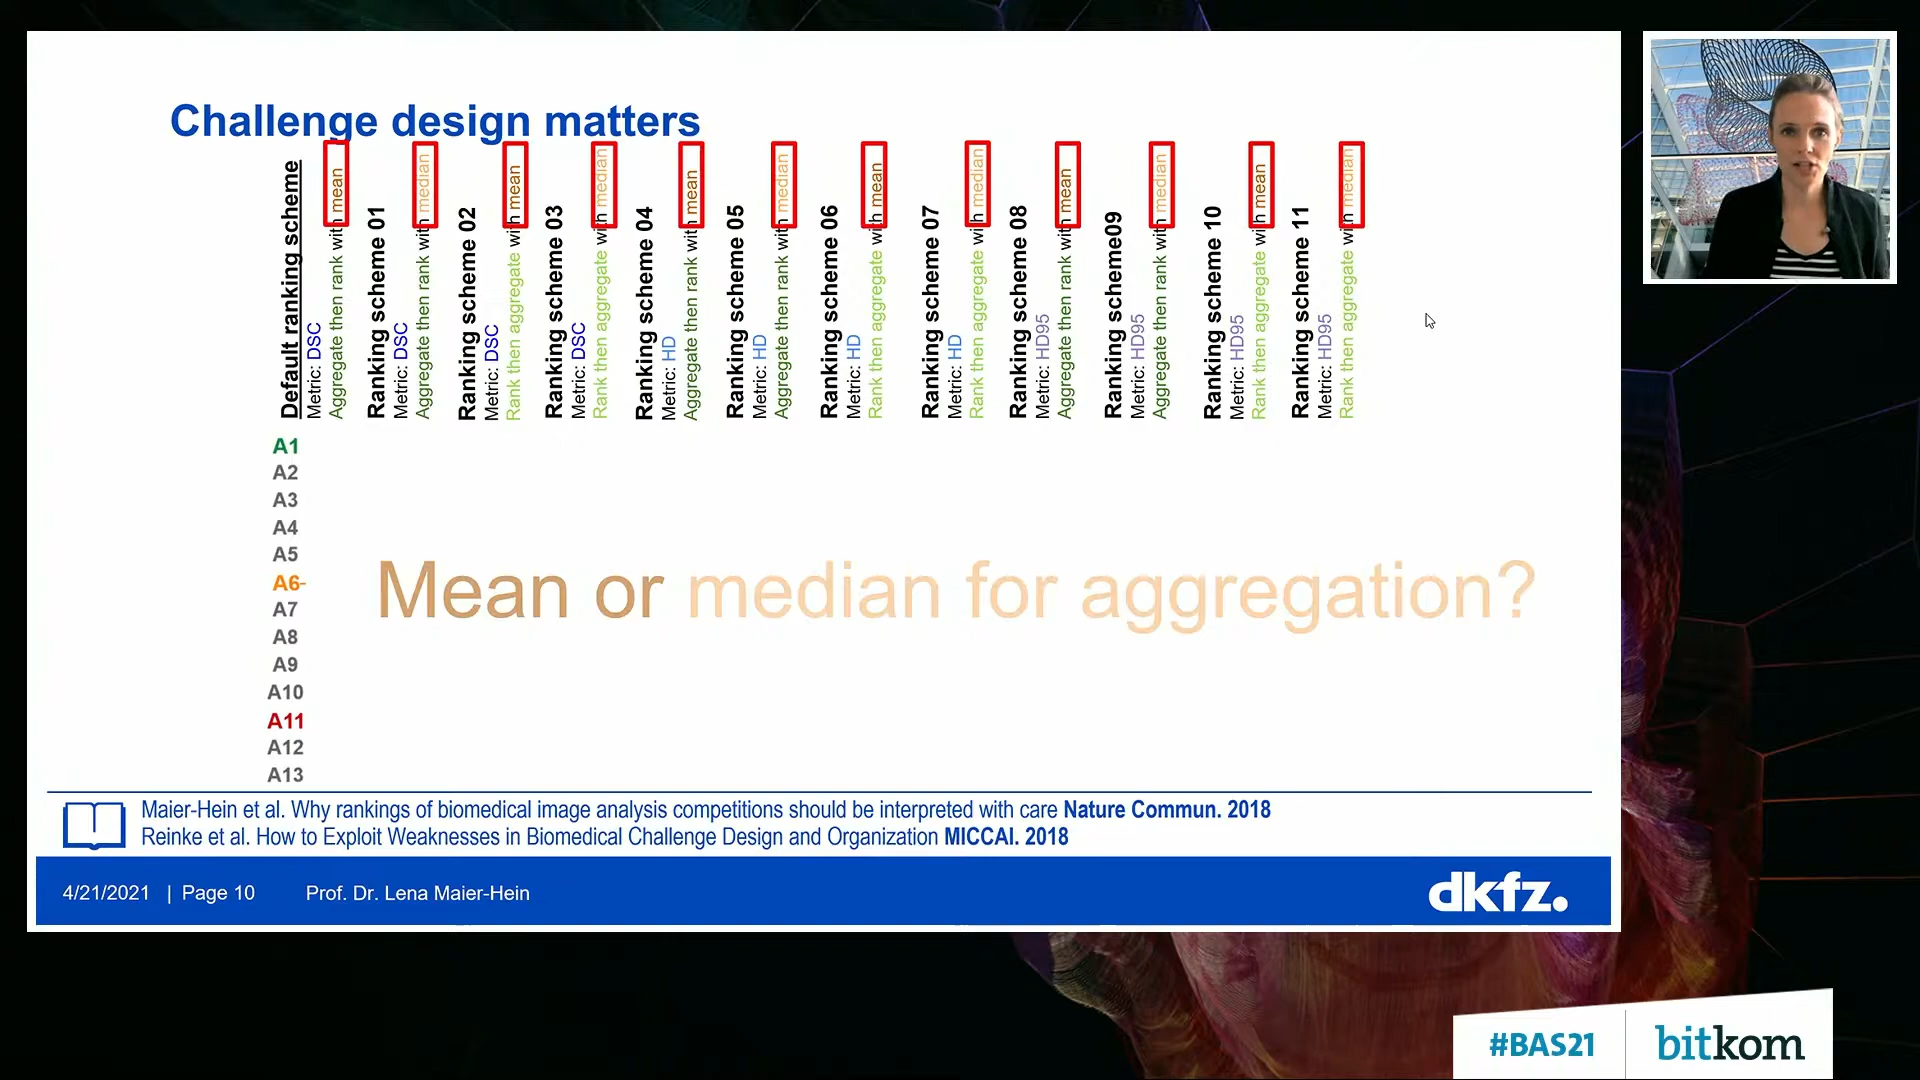 Challenge design matters
Default ranking scheme
Metric: DSC
Aggregate then rank with mean
Ranking scheme 01
Metric: DSC
Aggregate then rank with median
Ranking scheme 02
Metric: DSC
Rank then aggregate with mean
Ranking scheme 03
Metric: DSC
Rank then aggregate with median
Ranking scheme 04
Metric: HD
Aggregate then rank with mean
Ranking scheme 05
Metric: HD
Aggregate then rank with median
Ranking scheme 06
Metric: HD
Rank then aggregate with mean
Ranking scheme 07
Metric: HD
Rank then aggregate with median
Ranking scheme 08
Metric: HD95
Aggregate then rank with mean
Ranking scheme09
Metric: HD95
Aggregate then rank with median
Ranking scheme 10
Metric: HD95
Rank then aggregate with mean
Ranking scheme 11
Metric: HD95
Rank then aggregate with median
A1
A2
A3
A4
A5
A6-
A7
A8
A9
A10
A11
A12
A13
Mean or median for aggregation?
Maier-Hein et al. Why rankings of biomedical image analysis competitions should be interpreted with care Nature Commun. 2018
Reinke et al. How to Exploit Weaknesses in Biomedical Challenge Design and Organization MICCAI. 2018
4/21/2021 | Page 10 Prof. Dr. Lena Maier-Hein
dkfz.
#BAS21
bitkom